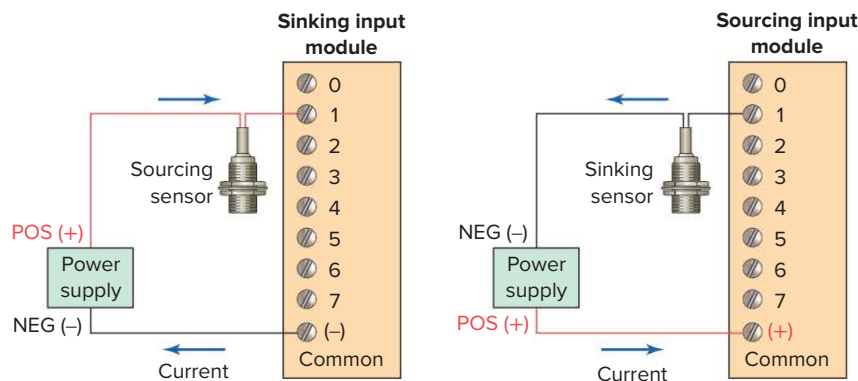 Sinking input
module
0
1
2
3
4
5
6
7
(–)
Common
Sourcing
sensor
POS (+)
Power
supply
NEG (–)
Current
Sourcing input
module
0
1
2
3
4
5
6
7
(+)
Common
Sinking
sensor
NEG (–)
Power
supply
POS (+)
Current